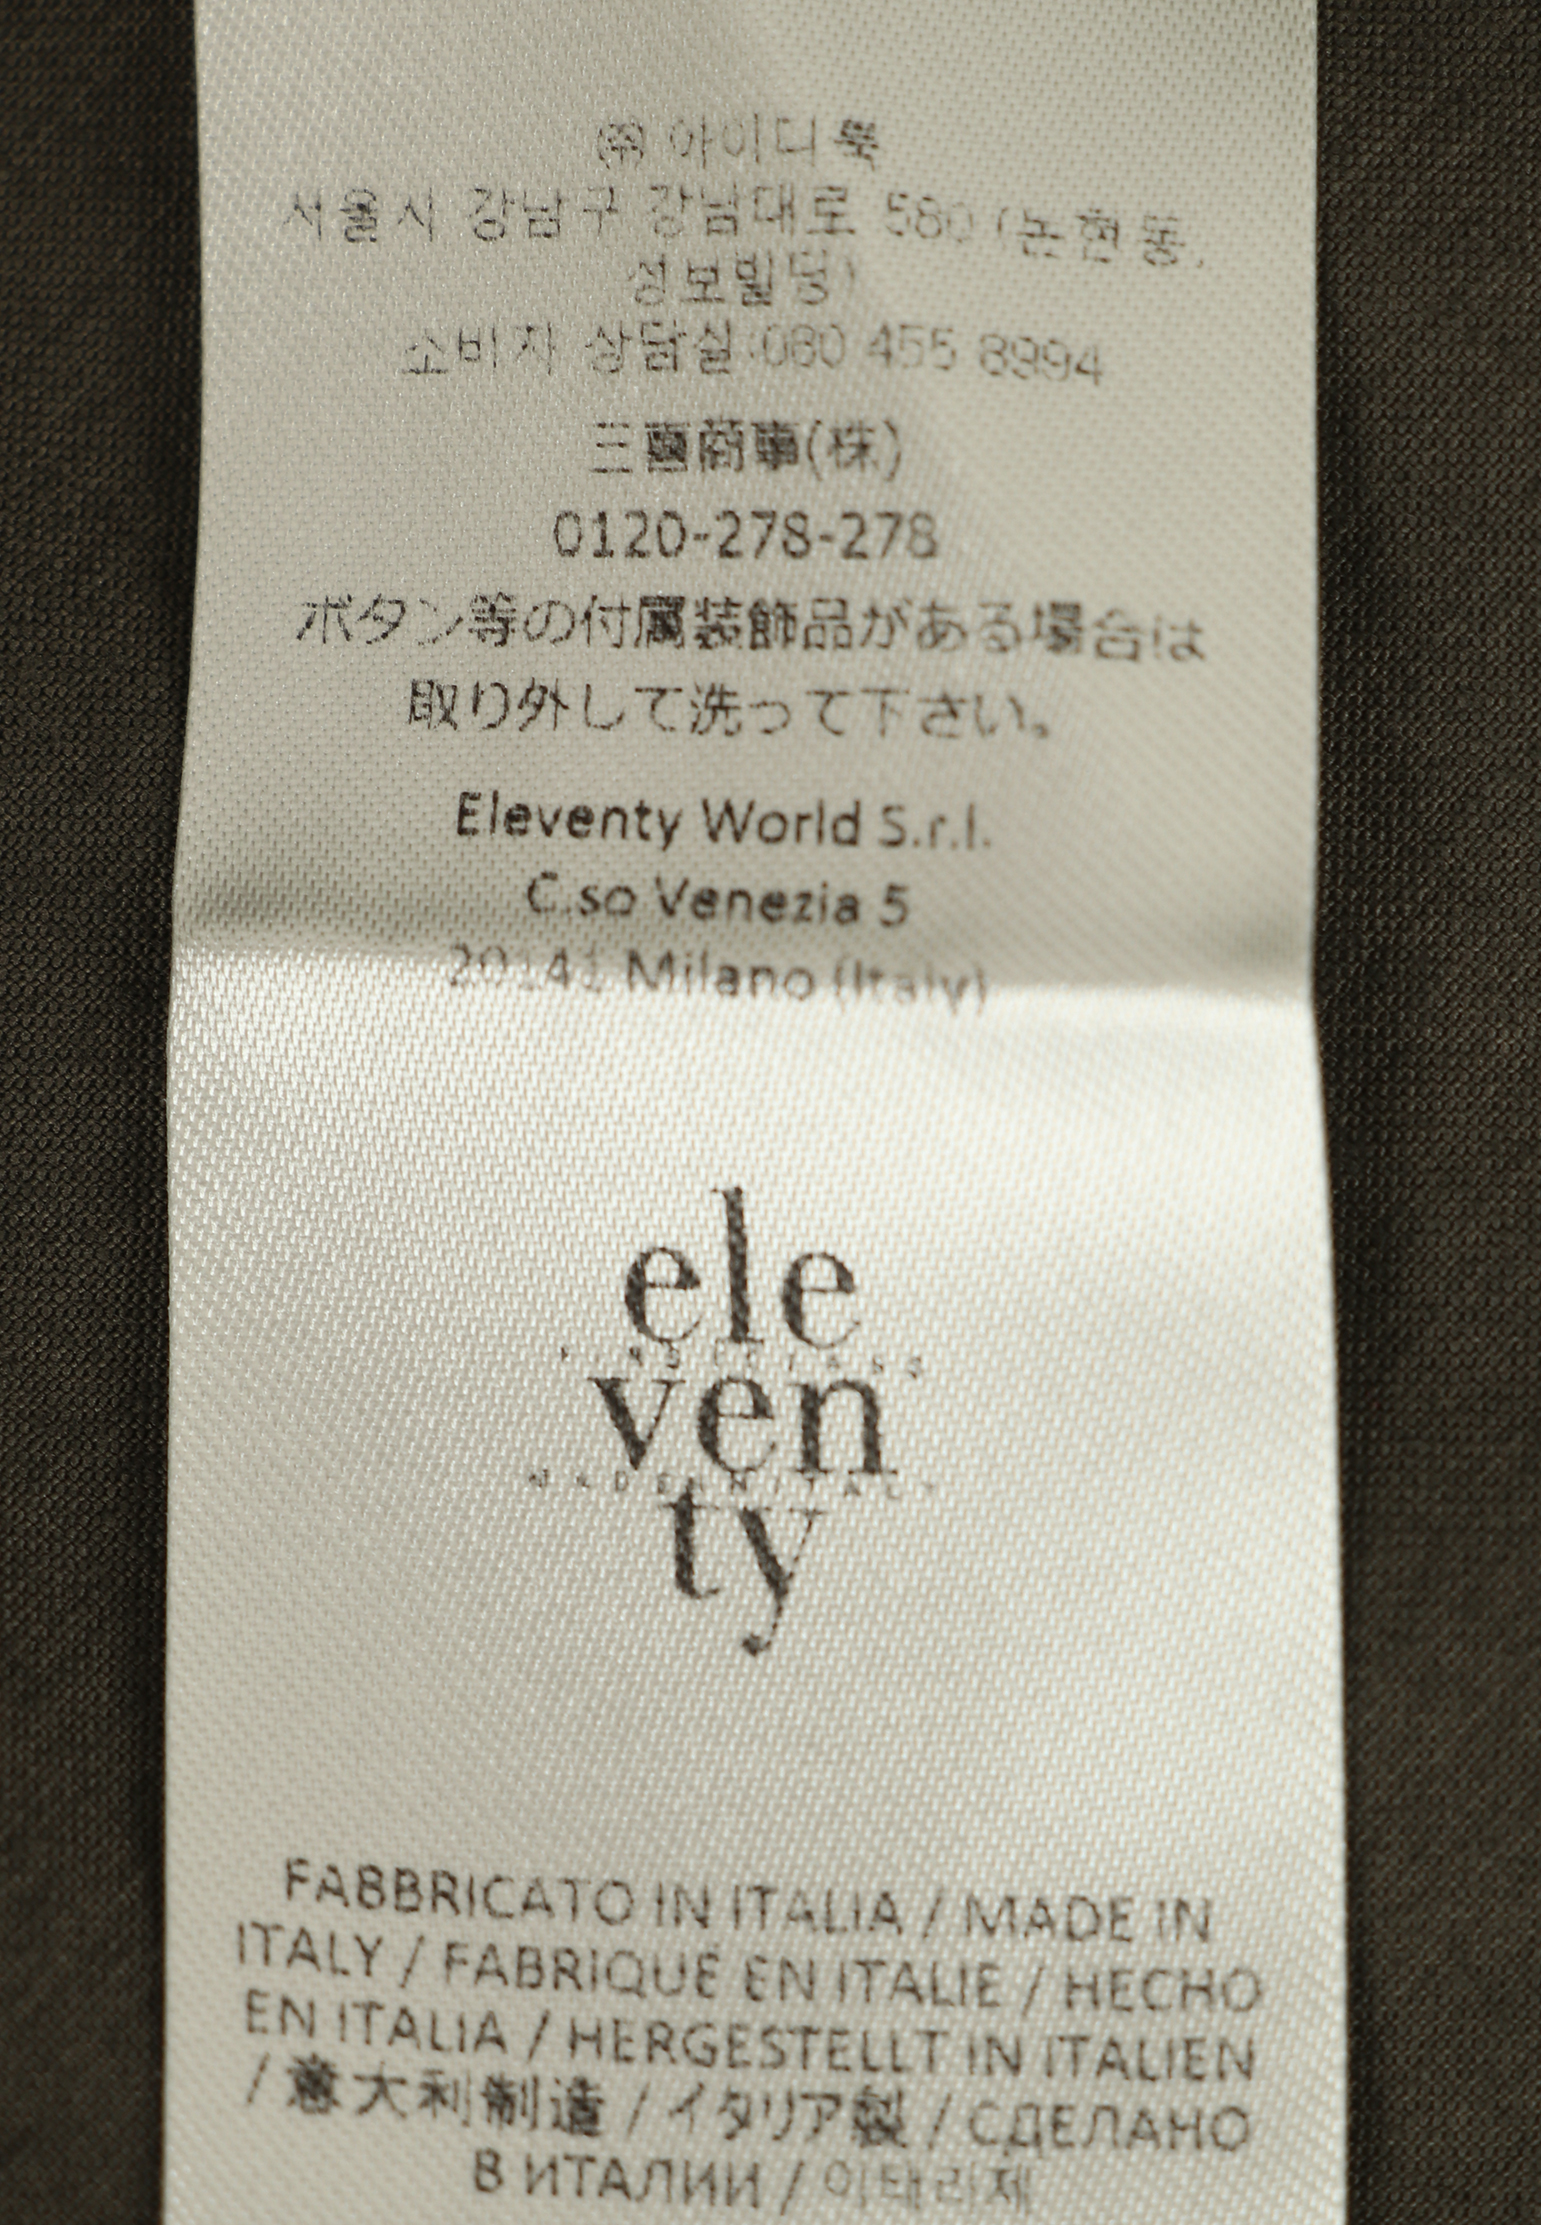 ㈜ 아이디룩
서울시 강남구 강남대로 580 (논현동,
성보빌딩)
소비자 상담실:080 455 8994
三喜商事(株)
0120-278-278
ボタン等の付属装飾品がある場合は
取り外して洗って下さい。
Eleventy World S.r.l.
C.so Venezia 5
20141 Milano (Italy)
ele
ven
MADE IN ITALY
ty
FABBRICATO IN ITALIA / MADE IN
ITALY / FABRIQUÉ EN ITALIE / HECHO
EN ITALIA / HERGESTELLT IN ITALIEN
/ 意大利制造 / イタリア製 / СДЕЛАНО
В ИТАЛИИ / 이태리제